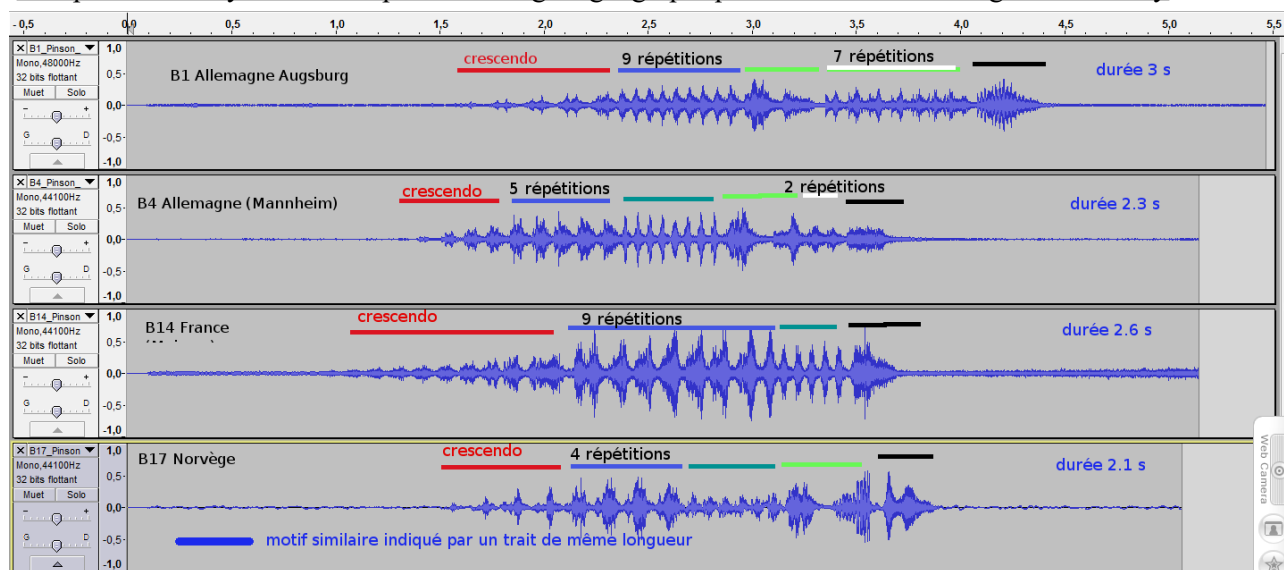 - 0,5 0,0 0,5 1,0 1,5 2,0 2,5 3,0 3,5 4,0 4,5 5,0 5,5
B1_Pinson_
Mono,48000Hz
32 bits flottant
Muet Solo
- +
G D
1,0
0,5
0,0
-0,5
-1,0
B1 Allemagne Augsburg
crescendo
9 répétitions
7 répétitions
durée 3 s
B4_Pinson_
Mono,44100Hz
32 bits flottant
Muet Solo
- +
G D
1,0
0,5
0,0
-0,5
-1,0
B4 Allemagne (Mannheim)
crescendo
5 répétitions
2 répétitions
durée 2.3 s
B14_Pinson
Mono,44100Hz
32 bits flottant
Muet Solo
- +
G D
1,0
0,5
0,0
-0,5
-1,0
B14 France
crescendo
9 répétitions
durée 2.6 s
B17_Pinson
Mono,44100Hz
32 bits flottant
Muet Solo
- +
G D
1,0
0,5
0,0
-0,5
-1,0
B17 Norvège
crescendo
4 répétitions
durée 2.1 s
motif similaire indiqué par un trait de même longueur
Web Camera